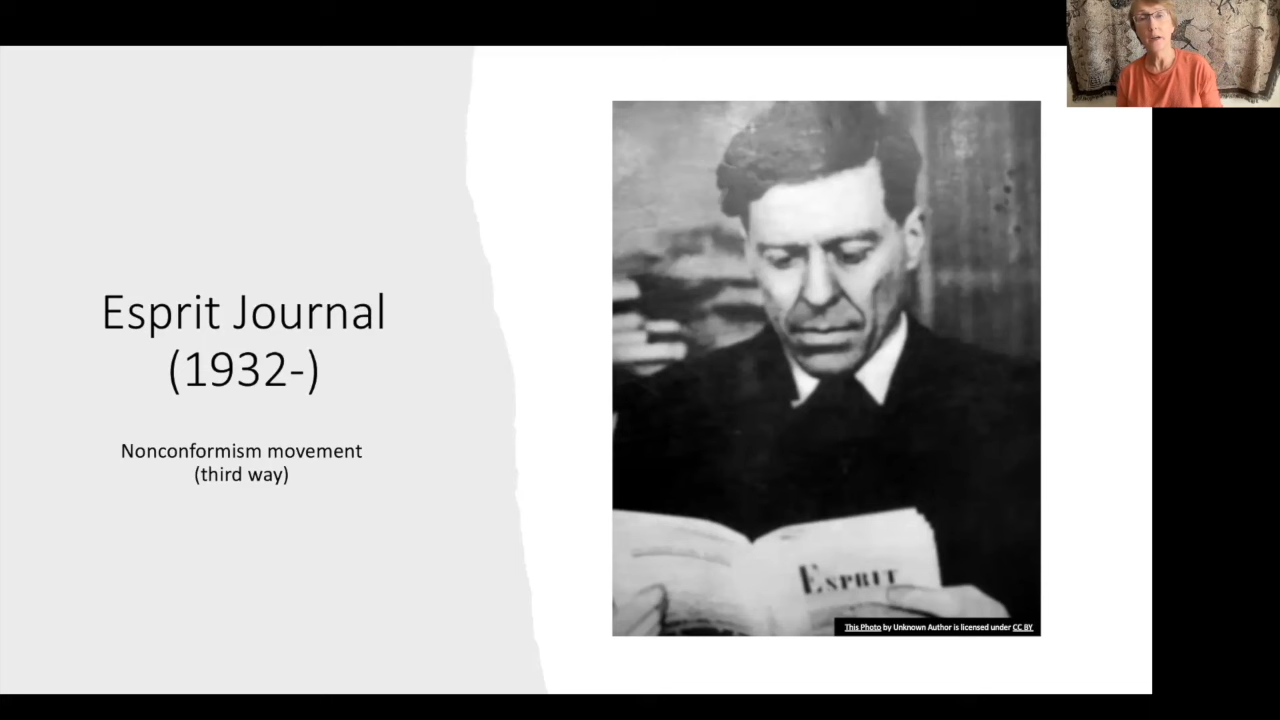 Esprit Journal
(1932-)
Nonconformism movement
(third way)
ESPRIT
This Photo by Unknown Author is licensed under CC BY